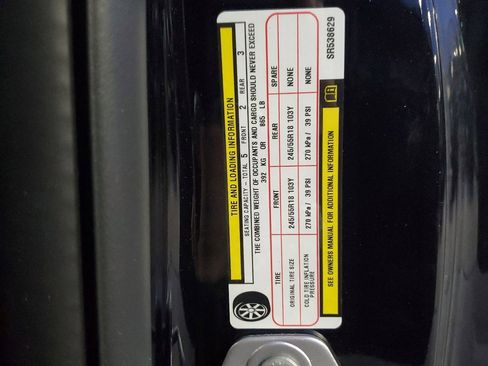 TIRE AND LOADING INFORMATION
SEATING CAPACITY - TOTAL 5 FRONT 2 REAR 3
THE COMBINED WEIGHT OF OCCUPANTS AND CARGO SHOULD NEVER EXCEED
392 KG OR 865 LB
TIRE FRONT REAR SPARE
ORIGINAL TIRE SIZE 245/55R18 103Y 245/55R18 103Y NONE
COLD TIRE INFLATION PRESSURE 270 kPa / 39 PSI 270 kPa / 39 PSI NONE
SEE OWNERS MANUAL FOR ADDITIONAL INFORMATION
SR538629